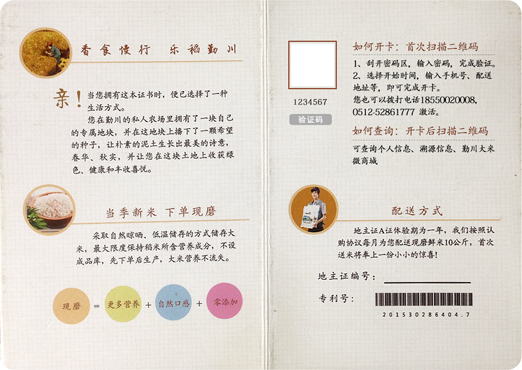 香食慢行 乐稻勤川
亲!
当您拥有这本证书时，便已选择了一种
生活方式。
您在勤川的私人农场里拥有了一块自己
的专属地块，并在这地块上播下了一颗希望
的种子，让朴素的泥土生长出最美的诗意，
春华、秋实，并让您在这块土地上收获绿
色、健康和丰收喜悦。
当季新米 下单现磨
采取自然晾晒、低温储存的方式储存大
米，最大限度保持稻米所含营养成分，不设
成品库，先下单后生产，大米营养不流失。
现磨 = 更多营养 + 自然口感 + 零添加
1234567
验证码
如何开卡：首次扫描二维码
1、刮开密码区，输入密码，完成验证。
2、选择开始时间，输入手机号、配送
地址等，即可完成开卡。
您也可以拨打电话18550020008，
0512-62861777 激活。
如何查询：开卡后扫描二维码
可查询个人信息、溯源信息、勤川大米
微商城
配送方式
地主证A证体验期为一年，我们按照认
购协议每月为您配送现磨鲜米10公斤，首次
送米将奉上一份小小的惊喜!
地主证编号：
专利号：
201530286404.7